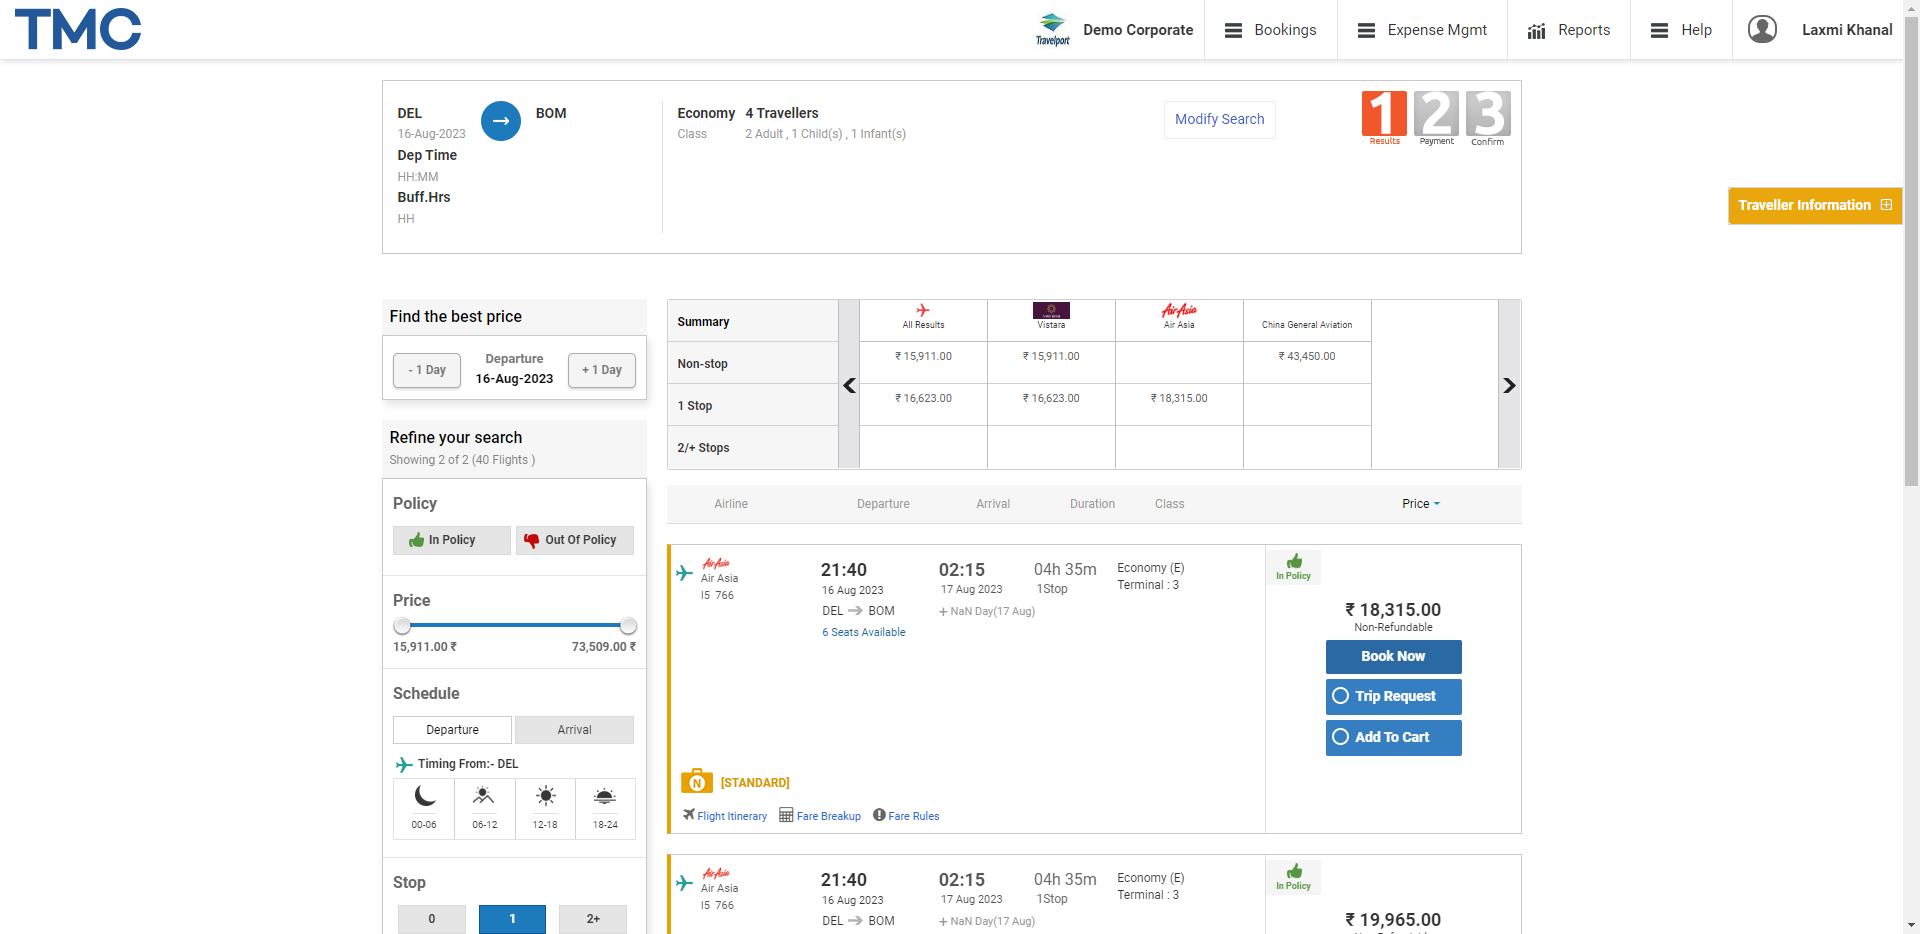 TMC
Travelport
Demo Corporate
Bookings
Expense Mgmt
Reports
Help
Laxmi Khanal
DEL
16-Aug-2023
BOM
Dep Time
HH:MM
Buff.Hrs
HH
Economy
Class
4 Travellers
2 Adult , 1 Child(s) , 1 Infant(s)
Modify Search
1
Results
2
Payment
3
Confirm
Traveller Information
Find the best price
- 1 Day
Departure
16-Aug-2023
+ 1 Day
Refine your search
Showing 2 of 2 (40 Flights )
Policy
In Policy
Out Of Policy
Price
15,911.00 ₹
73,509.00 ₹
Schedule
Departure
Arrival
Timing From:- DEL
00-06
06-12
12-18
18-24
Stop
0
1
2+
Summary
All Results
Vistara
AirAsia
Air Asia
China General Aviation
Non-stop
₹ 15,911.00
₹ 15,911.00
₹ 43,450.00
1 Stop
₹ 16,623.00
₹ 16,623.00
₹ 18,315.00
2/+ Stops
Airline
Departure
Arrival
Duration
Class
Price
AirAsia
Air Asia
I5 766
21:40
16 Aug 2023
DEL
BOM
6 Seats Available
02:15
17 Aug 2023
+ NaN Day(17 Aug)
04h 35m
1Stop
Economy (E)
Terminal : 3
In Policy
₹ 18,315.00
Non-Refundable
Book Now
Trip Request
Add To Cart
N
[STANDARD]
Flight Itinerary
Fare Breakup
Fare Rules
AirAsia
Air Asia
I5 766
21:40
16 Aug 2023
DEL
BOM
02:15
17 Aug 2023
+ NaN Day(17 Aug)
04h 35m
1Stop
Economy (E)
Terminal : 3
In Policy
₹ 19,965.00